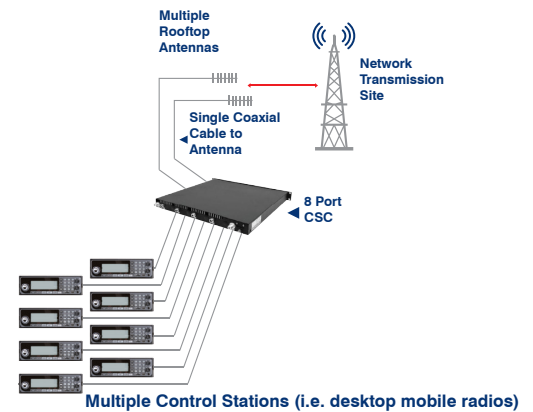 Multiple
Rooftop
Antennas
Network
Transmission
Site
Single Coaxial
Cable to
Antenna
8 Port
CSC
Multiple Control Stations (i.e. desktop mobile radios)